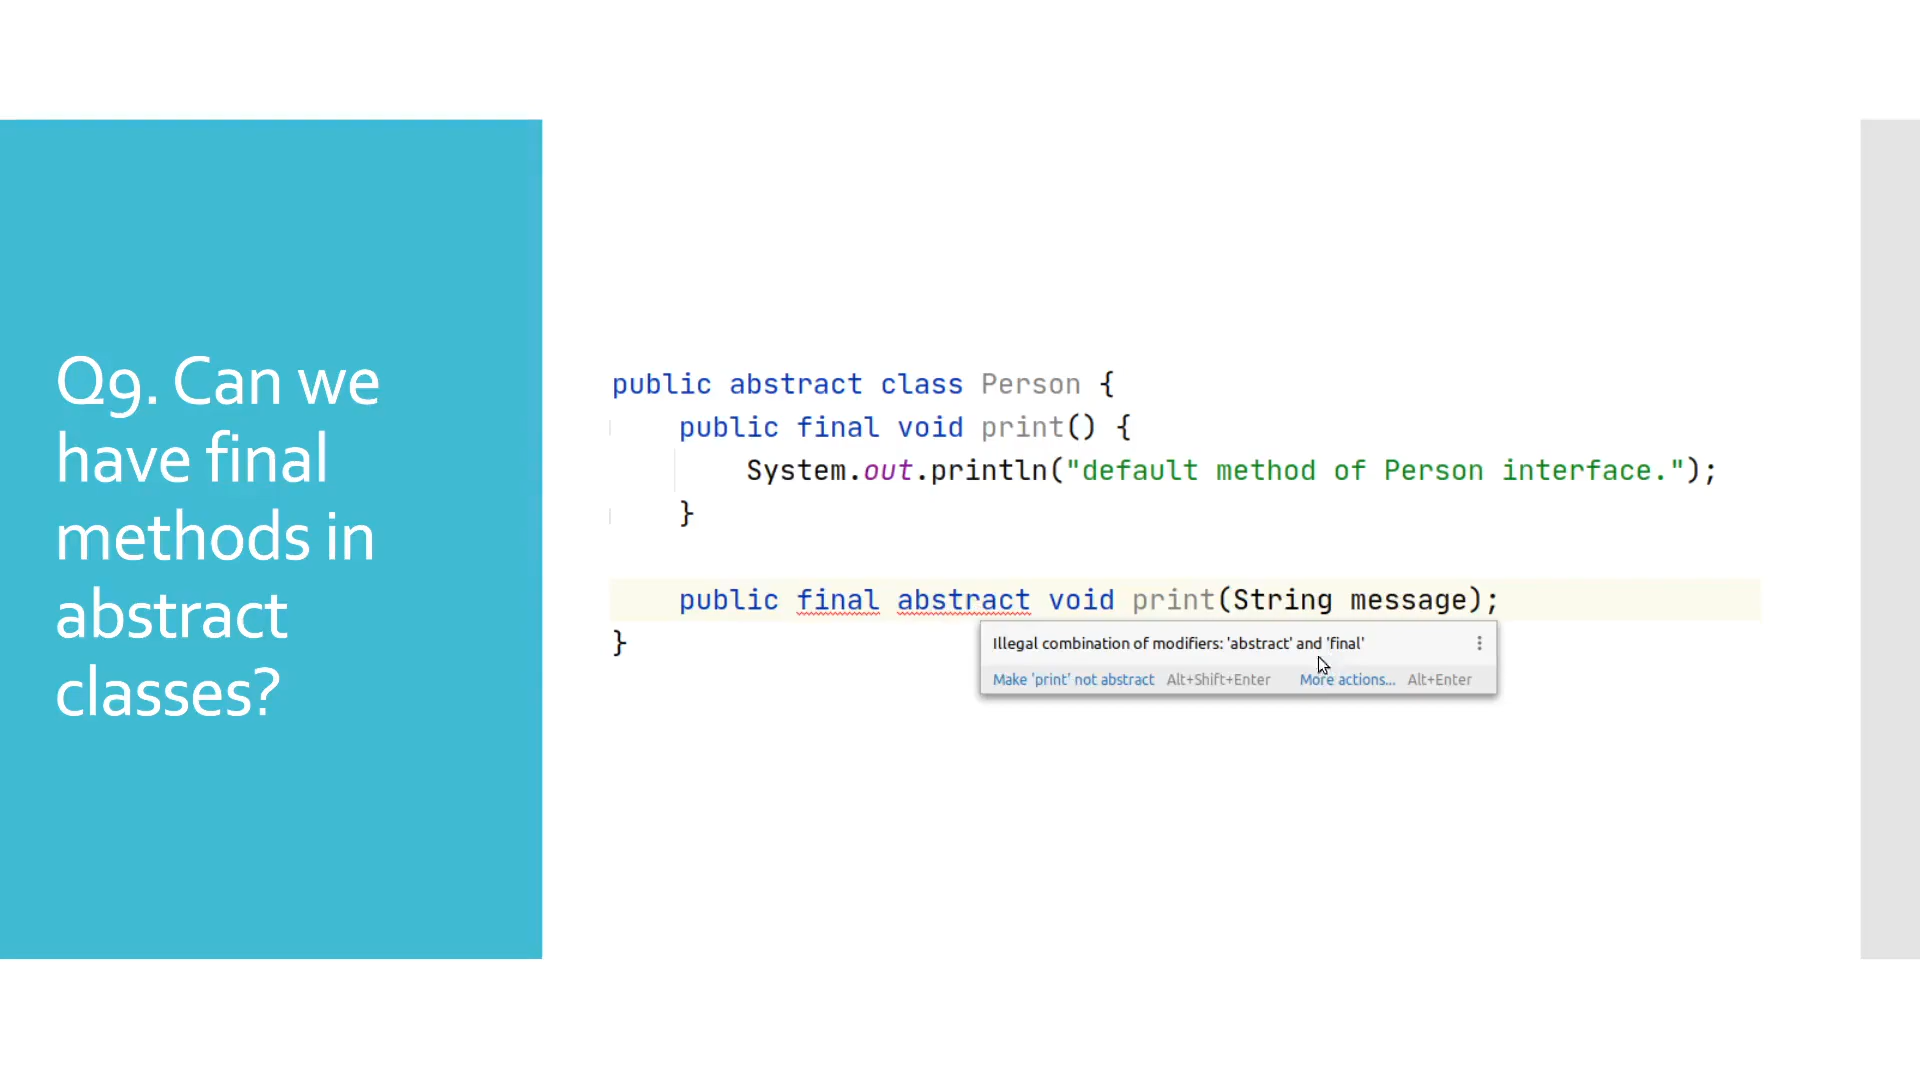 Q9. Can we
have final
methods in
abstract
classes?
public abstract class Person {
public final void print() {
System.out.println("default method of Person interface.");
}
public final abstract void print(String message);
}
Illegal combination of modifiers: 'abstract' and 'final'
Make 'print' not abstract Alt+Shift+Enter More actions... Alt+Enter